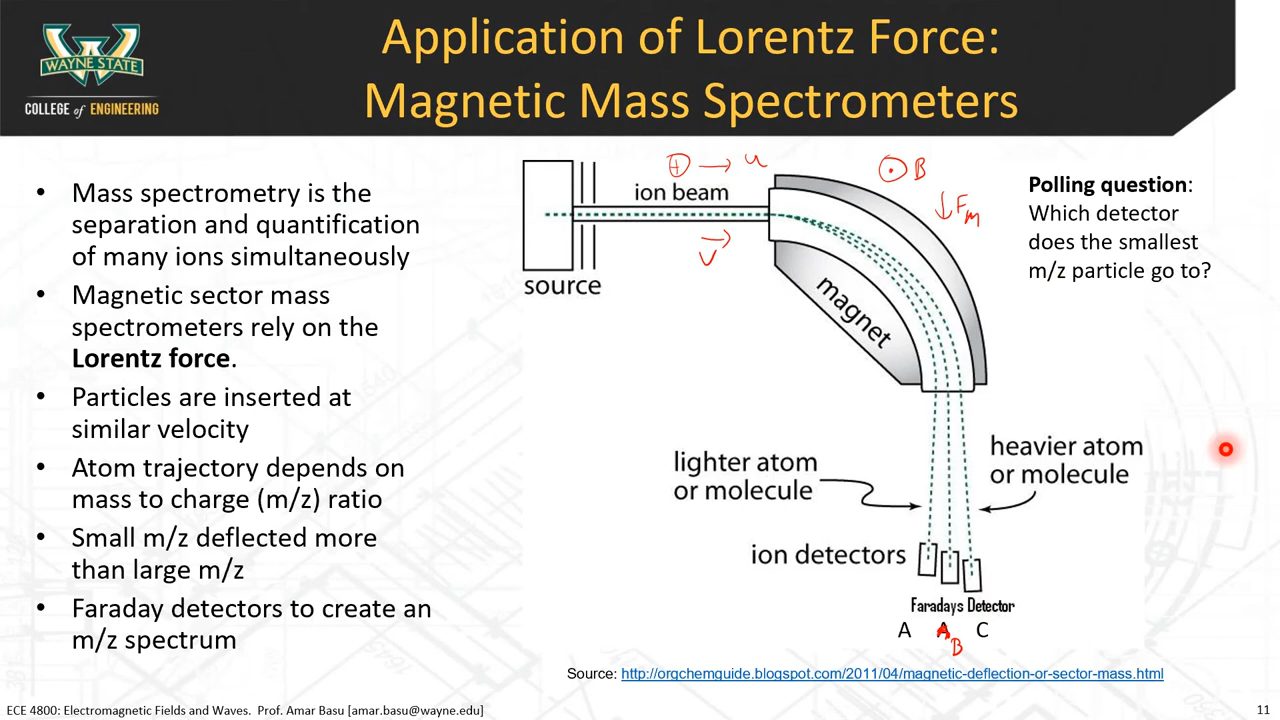 WAYNE STATE
COLLEGE of ENGINEERING
Application of Lorentz Force:
Magnetic Mass Spectrometers
• Mass spectrometry is the
separation and quantification
of many ions simultaneously
• Magnetic sector mass
spectrometers rely on the
Lorentz force.
• Particles are inserted at
similar velocity
• Atom trajectory depends on
mass to charge (m/z) ratio
• Small m/z deflected more
than large m/z
• Faraday detectors to create an
m/z spectrum
⊕ → u
ion beam
→
v
source
magnet
⊙ B
↓ Fm
lighter atom
or molecule
heavier atom
or molecule
ion detectors
Faradays Detector
A A C
B
Polling question:
Which detector
does the smallest
m/z particle go to?
Source: http://orgchemguide.blogspot.com/2011/04/magnetic-deflection-or-sector-mass.html
ECE 4800: Electromagnetic Fields and Waves. Prof. Amar Basu [amar.basu@wayne.edu]
11